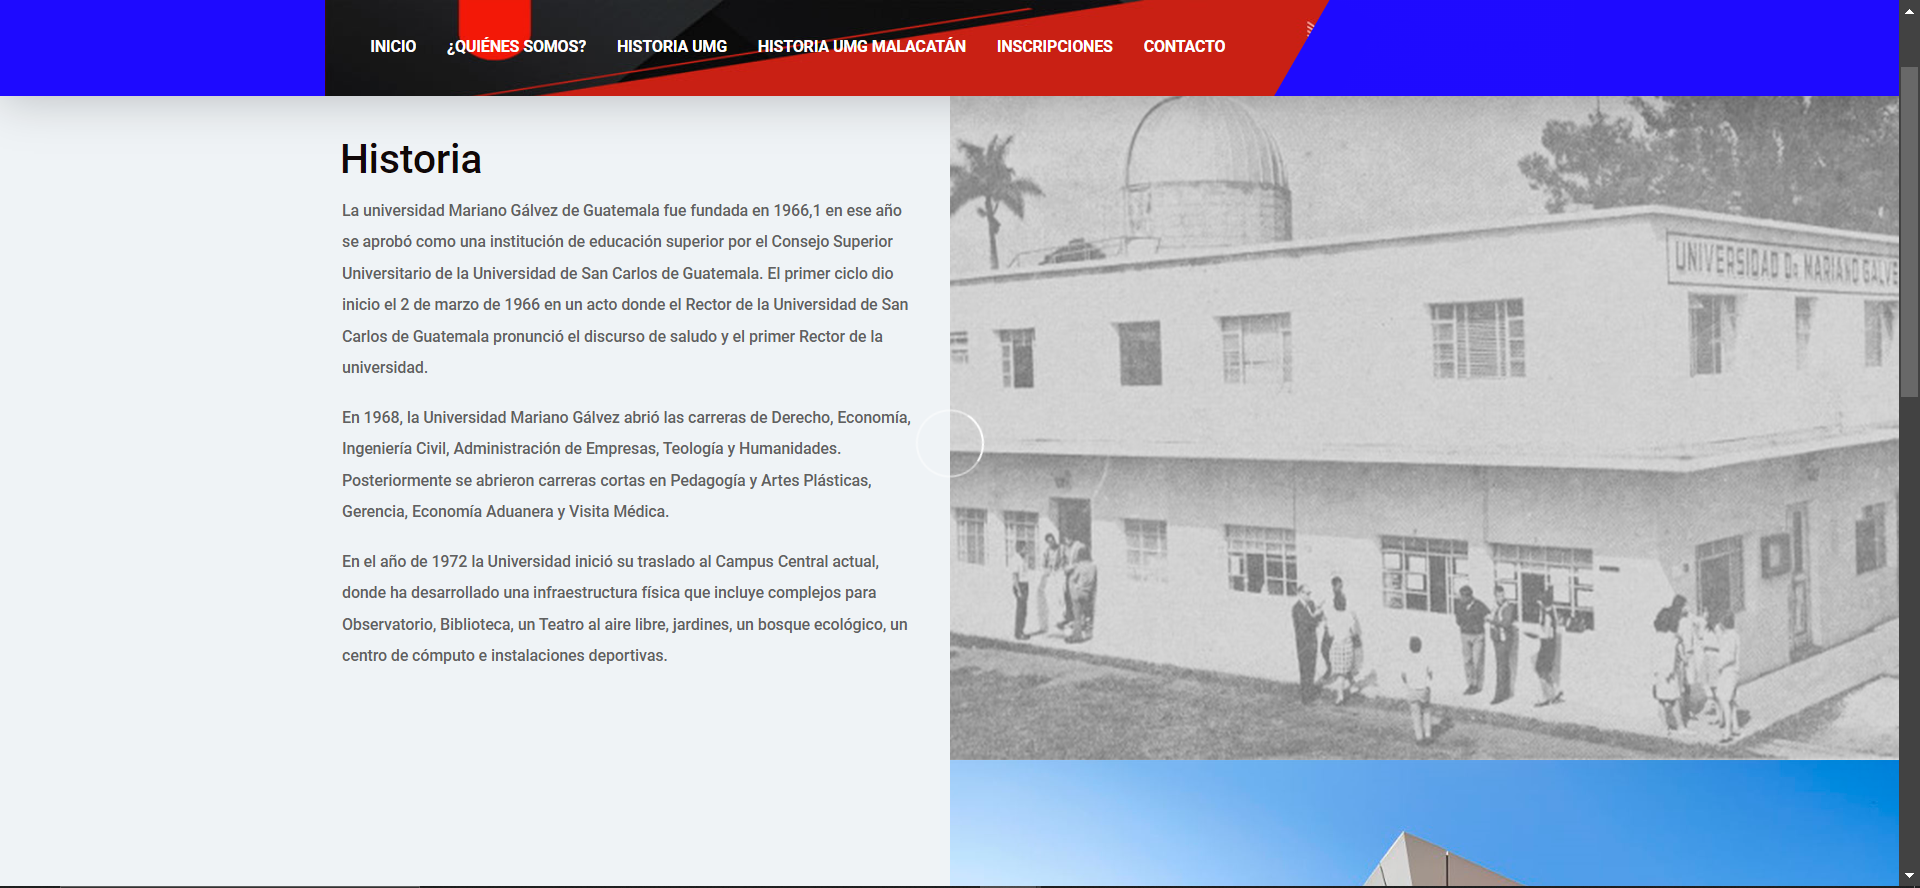 INICIO ¿QUIÉNES SOMOS? HISTORIA UMG HISTORIA UMG MALACATÁN INSCRIPCIONES CONTACTO
Historia
La universidad Mariano Gálvez de Guatemala fue fundada en 1966,1 en ese año
se aprobó como una institución de educación superior por el Consejo Superior
Universitario de la Universidad de San Carlos de Guatemala. El primer ciclo dio
inicio el 2 de marzo de 1966 en un acto donde el Rector de la Universidad de San
Carlos de Guatemala pronunció el discurso de saludo y el primer Rector de la
universidad.
En 1968, la Universidad Mariano Gálvez abrió las carreras de Derecho, Economía,
Ingeniería Civil, Administración de Empresas, Teología y Humanidades.
Posteriormente se abrieron carreras cortas en Pedagogía y Artes Plásticas,
Gerencia, Economía Aduanera y Visita Médica.
En el año de 1972 la Universidad inició su traslado al Campus Central actual,
donde ha desarrollado una infraestructura física que incluye complejos para
Observatorio, Biblioteca, un Teatro al aire libre, jardines, un bosque ecológico, un
centro de cómputo e instalaciones deportivas.
UNIVERSIDAD DR MARIANO GALVE